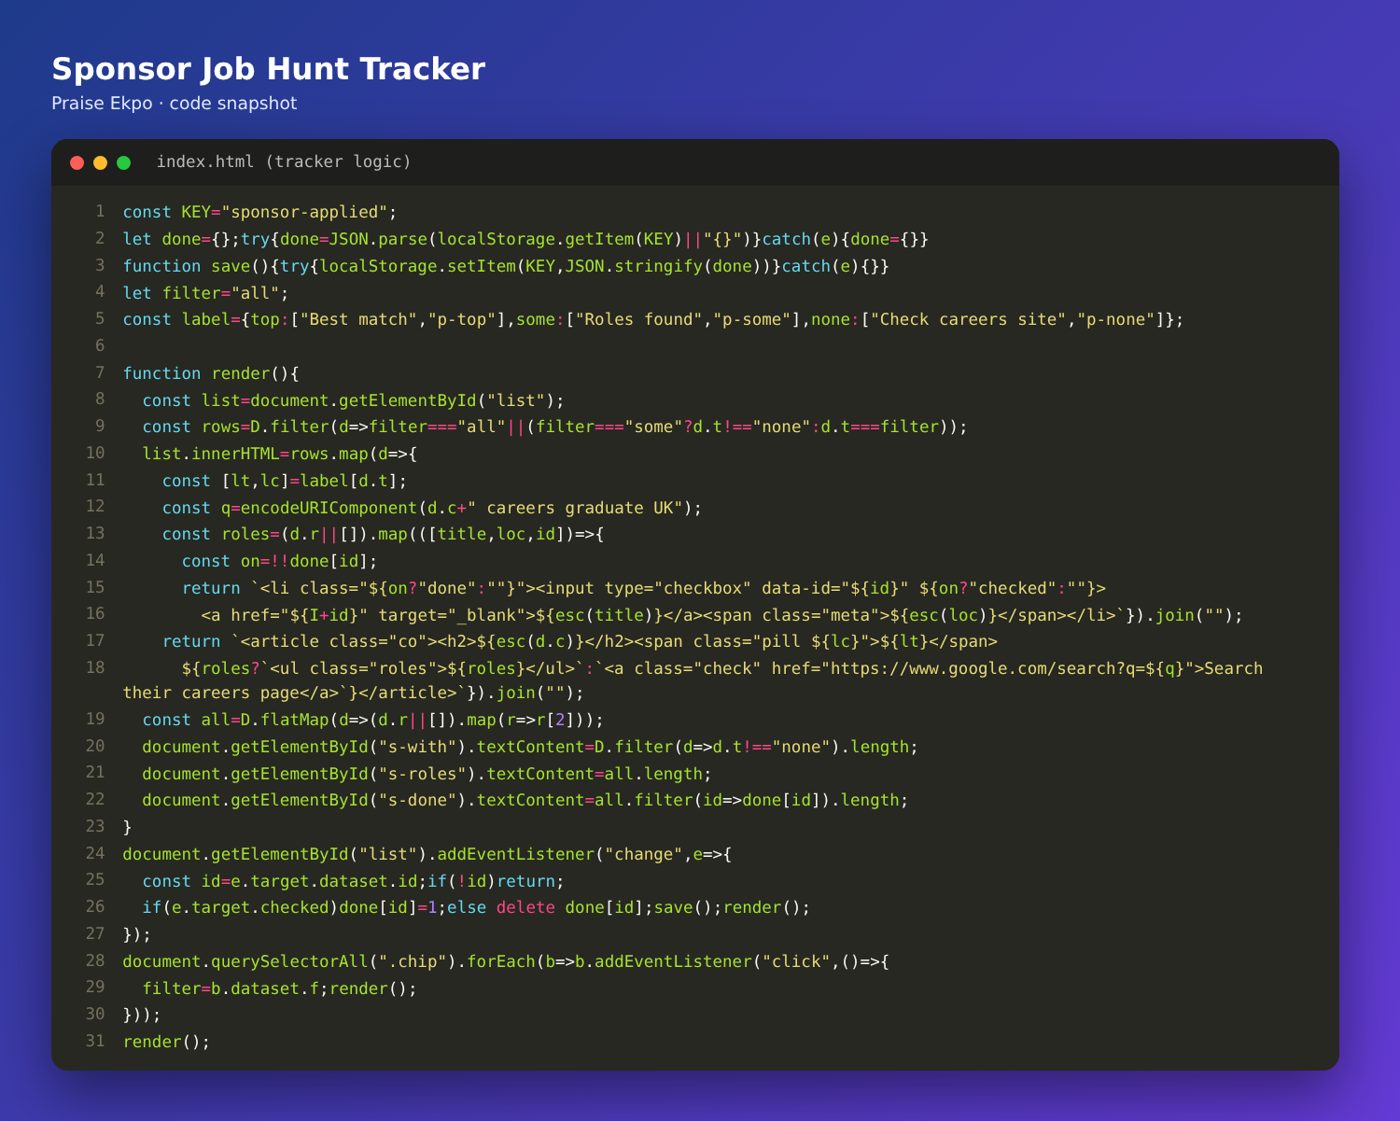 Sponsor Job Hunt Tracker
Praise Ekpo · code snapshot
index.html (tracker logic)
1 const KEY="sponsor-applied";
2 let done={};try{done=JSON.parse(localStorage.getItem(KEY)||"{}")}catch(e){done={}}
3 function save(){try{localStorage.setItem(KEY,JSON.stringify(done))}catch(e){}}
4 let filter="all";
5 const label={top:["Best match","p-top"],some:["Roles found","p-some"],none:["Check careers site","p-none"]};
6
7 function render(){
8   const list=document.getElementById("list");
9   const rows=D.filter(d=>filter==="all"||(filter==="some"?d.t!=="none":d.t===filter));
10   list.innerHTML=rows.map(d=>{
11     const [lt,lc]=label[d.t];
12     const q=encodeURIComponent(d.c+" careers graduate UK");
13     const roles=(d.r||[]).map(([title,loc,id])=>{
14       const on=!!done[id];
15       return `<li class="${on?"done":""}"><input type="checkbox" data-id="${id}" ${on?"checked":""}>
16         <a href="${I+id}" target="_blank">${esc(title)}</a><span class="meta">${esc(loc)}</span></li>`}).join("");
17     return `<article class="co"><h2>${esc(d.c)}</h2><span class="pill ${lc}">${lt}</span>
18       ${roles?`<ul class="roles">${roles}</ul>`:`<a class="check" href="https://www.google.com/search?q=${q}">Search
their careers page</a>`}</article>`}).join("");
19   const all=D.flatMap(d=>(d.r||[]).map(r=>r[2]));
20   document.getElementById("s-with").textContent=D.filter(d=>d.t!=="none").length;
21   document.getElementById("s-roles").textContent=all.length;
22   document.getElementById("s-done").textContent=all.filter(id=>done[id]).length;
23 }
24 document.getElementById("list").addEventListener("change",e=>{
25   const id=e.target.dataset.id;if(!id)return;
26   if(e.target.checked)done[id]=1;else delete done[id];save();render();
27 });
28 document.querySelectorAll(".chip").forEach(b=>b.addEventListener("click",()=>{
29   filter=b.dataset.f;render();
30 }));
31 render();